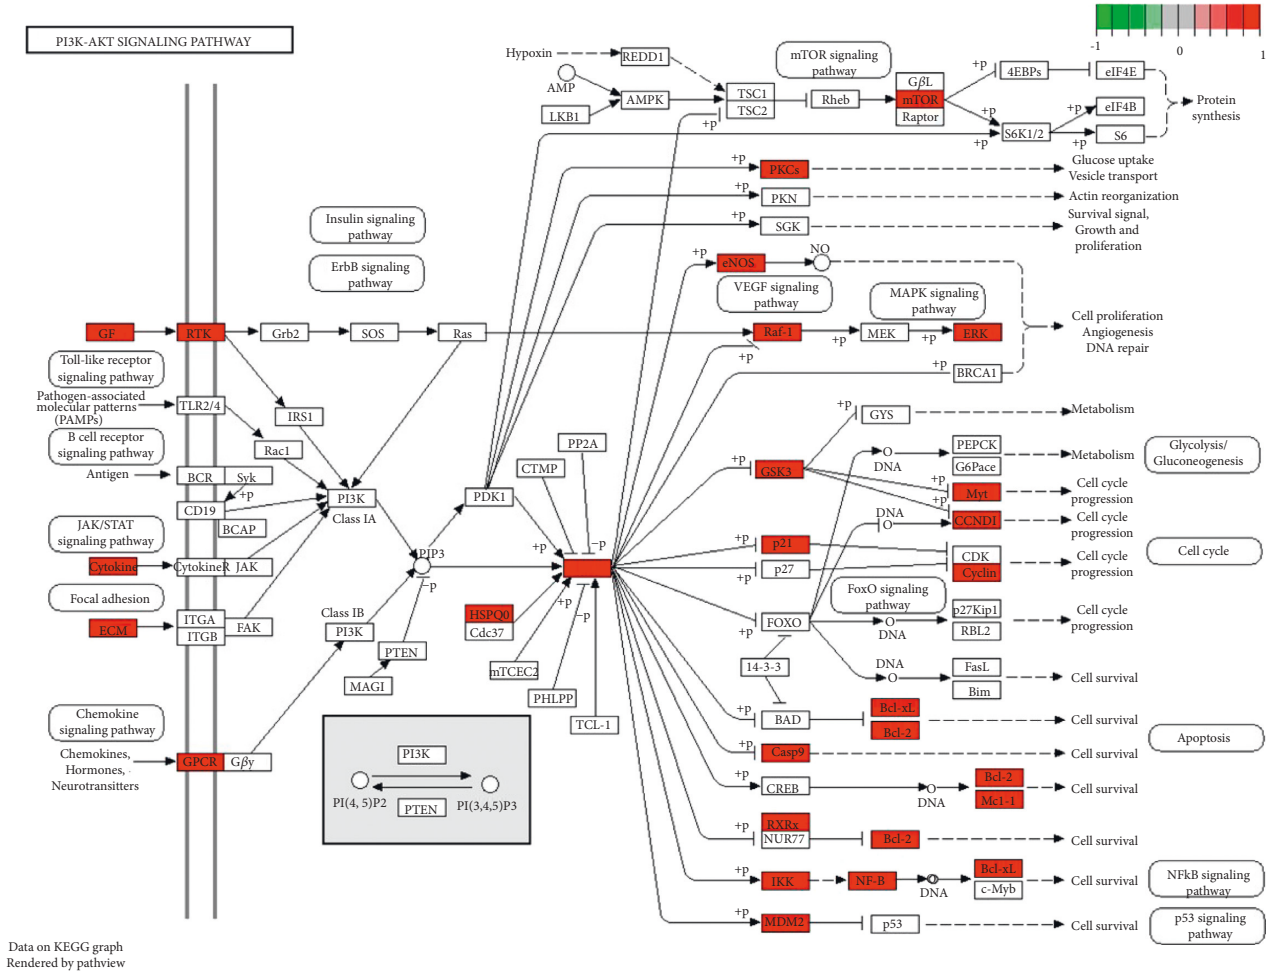 PI3K-AKT SIGNALING PATHWAY
-1
0
1
Hypoxin
REDD1
mTOR signaling
pathway
AMP
AMPK
LKB1
TSC1
TSC2
+p
Rheb
GβL
mTOR
Raptor
+p
4EBPs
eIF4E
+p
S6K1/2
+p
eIF4B
+p
S6
Protein
synthesis
+p
PKCs
Glucose uptake
Vesicle transport
+p
PKN
Actin reorganization
+p
SGK
Survival signal,
Growth and
proliferation
Insulin signaling
pathway
ErbB signaling
pathway
+p
eNOS
NO
VEGF signaling
pathway
MAPK signaling
pathway
GF
RTK
Grb2
SOS
Ras
Raf-1
+p
+p
MEK
+p
ERK
BRCA1
Cell proliferation
Angiogenesis
DNA repair
Toll-like receptor
signaling pathway
Pathogen-associated
molecular patterns
(PAMPs)
TLR2/4
IRS1
Rac1
B cell receptor
signaling pathway
Antigen
BCR
Syk
+p
CD19
BCAP
PI3K
Class IA
JAK/STAT
signaling pathway
Cytokine
CytokineR
JAK
Focal adhesion
ECM
ITGA
ITGB
FAK
Chemokine
signaling pathway
Chemokines,
Hormones,
Neurotransitters
GPCR
Gβy
PIP3
-p
Class IB
PI3K
PTEN
MAGI
PDK1
CTMP
PP2A
+p
-p
HSPQ0
Cdc37
+p
-p
mTCEC2
PHLPP
TCL-1
PI3K
PI(4, 5)P2
PI(3,4,5)P3
PTEN
+p
GYS
Metabolism
+p
GSK3
DNA
PEPCK
G6Pace
Metabolism
Glycolysis/
Gluconeogenesis
+p
Myt
Cell cycle
progression
+p
DNA
CCNDI
Cell cycle
progression
+p
p21
+p
p27
CDK
Cyclin
Cell cycle
progression
Cell cycle
FoxO signaling
pathway
+p
FOXO
DNA
p27Kip1
RBL2
Cell cycle
progression
14-3-3
DNA
FasL
Bim
Cell survival
+p
BAD
Bcl-xL
Bcl-2
Cell survival
Apoptosis
+p
Casp9
Cell survival
+p
CREB
DNA
Bcl-2
Mc1-1
Cell survival
+p
RXRx
NUR77
Bcl-2
Cell survival
+p
IKK
NF-B
DNA
Bcl-xL
c-Myb
Cell survival
NFkB signaling
pathway
+p
MDM2
p53
Cell survival
p53 signaling
pathway
Data on KEGG graph
Rendered by pathview